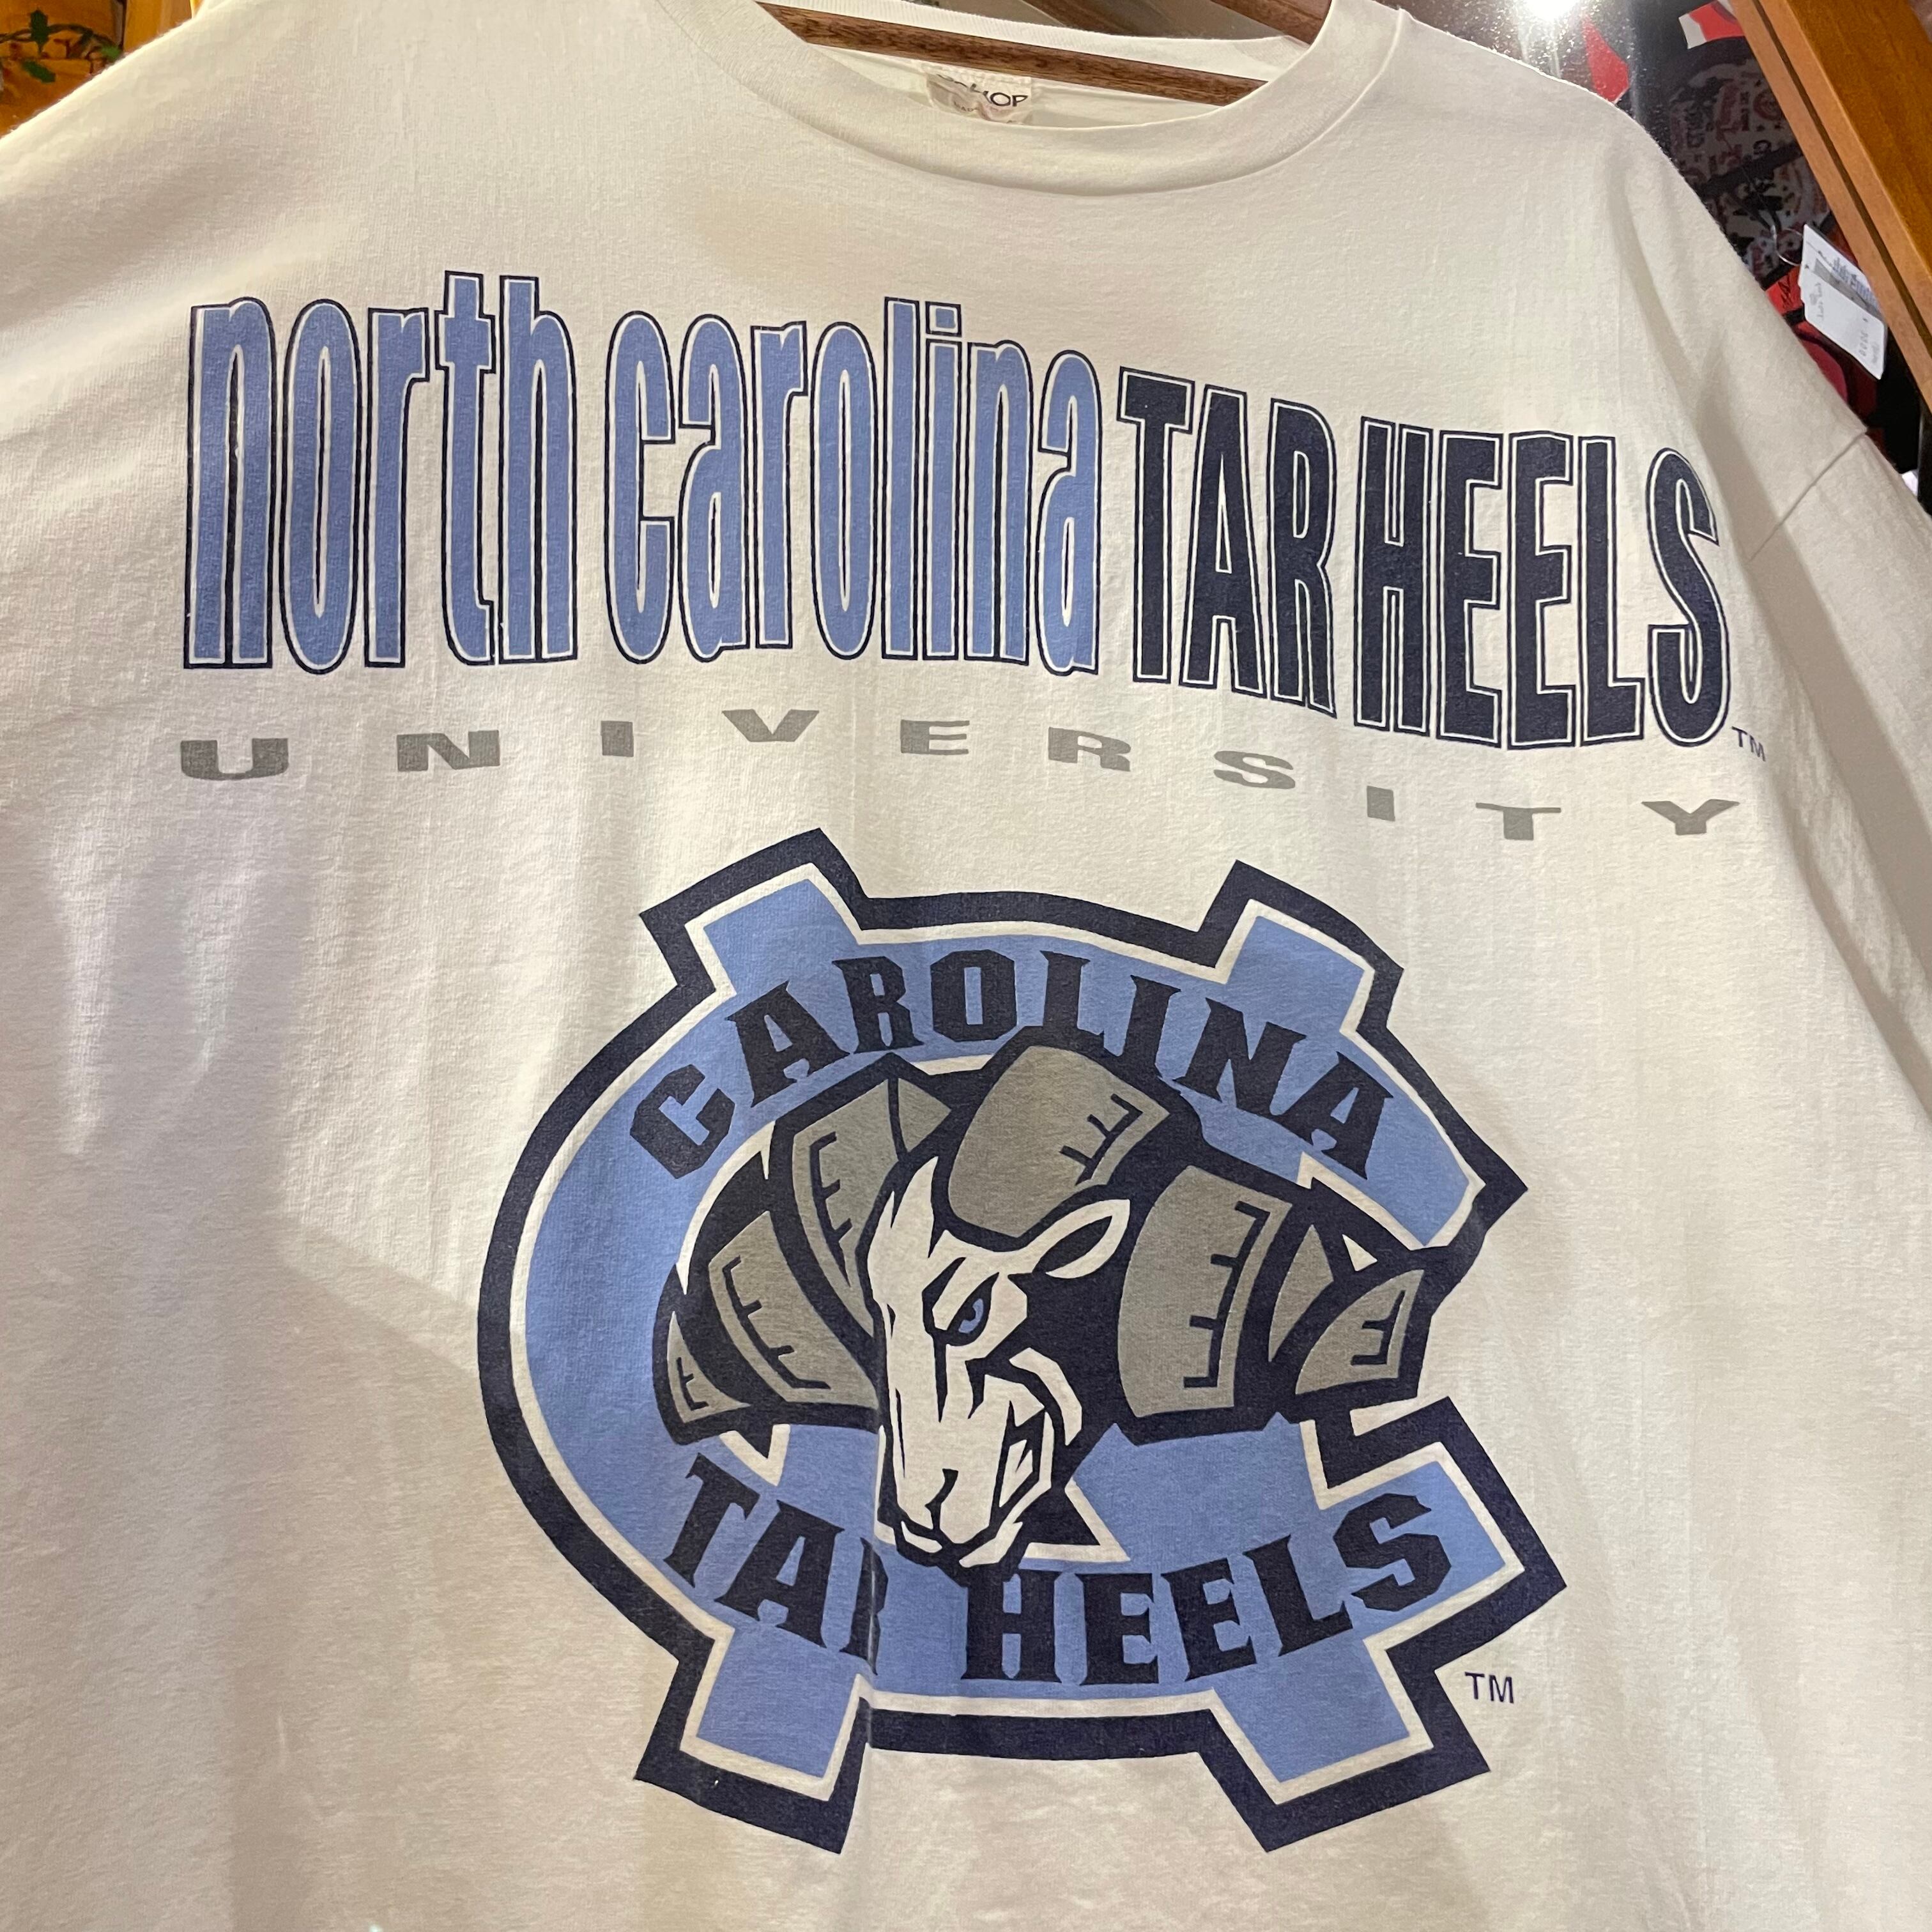 north carolina TAR HEELS TM
UNIVERSITY
CAROLINA
TAR HEELS
TM